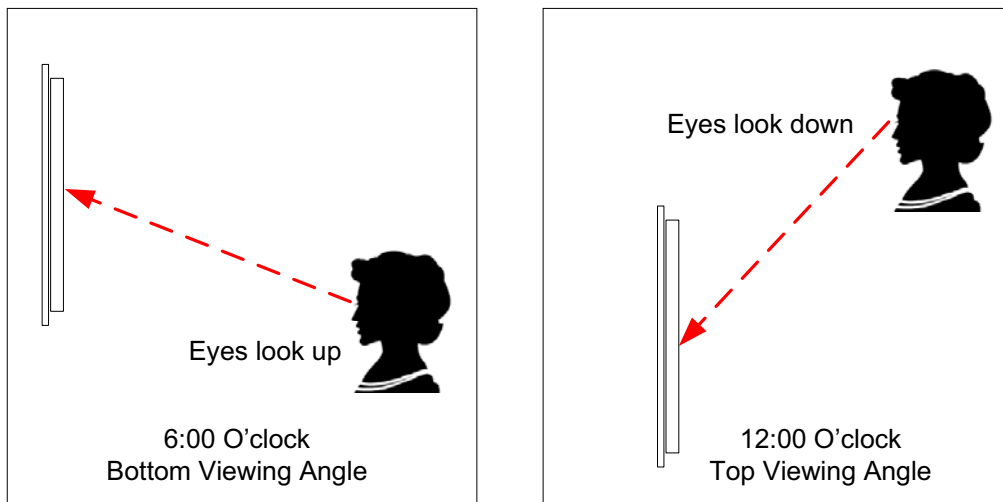 Eyes look up
6:00 O’clock
Bottom Viewing Angle
Eyes look down
12:00 O’clock
Top Viewing Angle